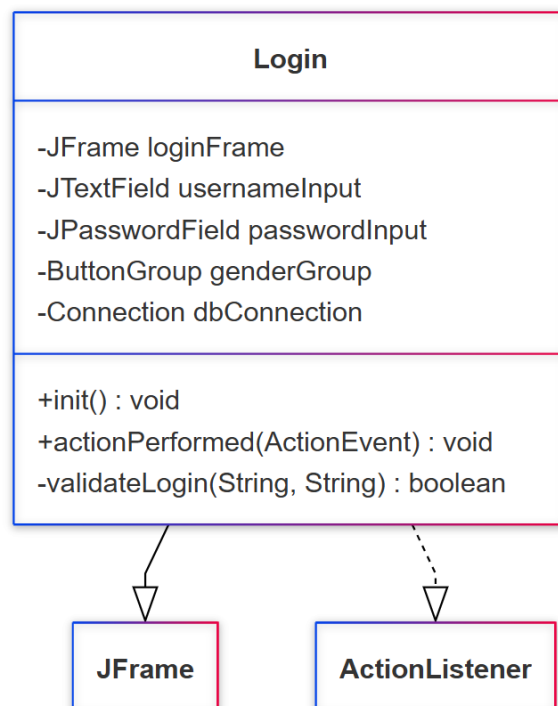 Login
-JFrame loginFrame
-JTextField usernameInput
-JPasswordField passwordInput
-ButtonGroup genderGroup
-Connection dbConnection
+init() : void
+actionPerformed(ActionEvent) : void
-validateLogin(String, String) : boolean
JFrame
ActionListener